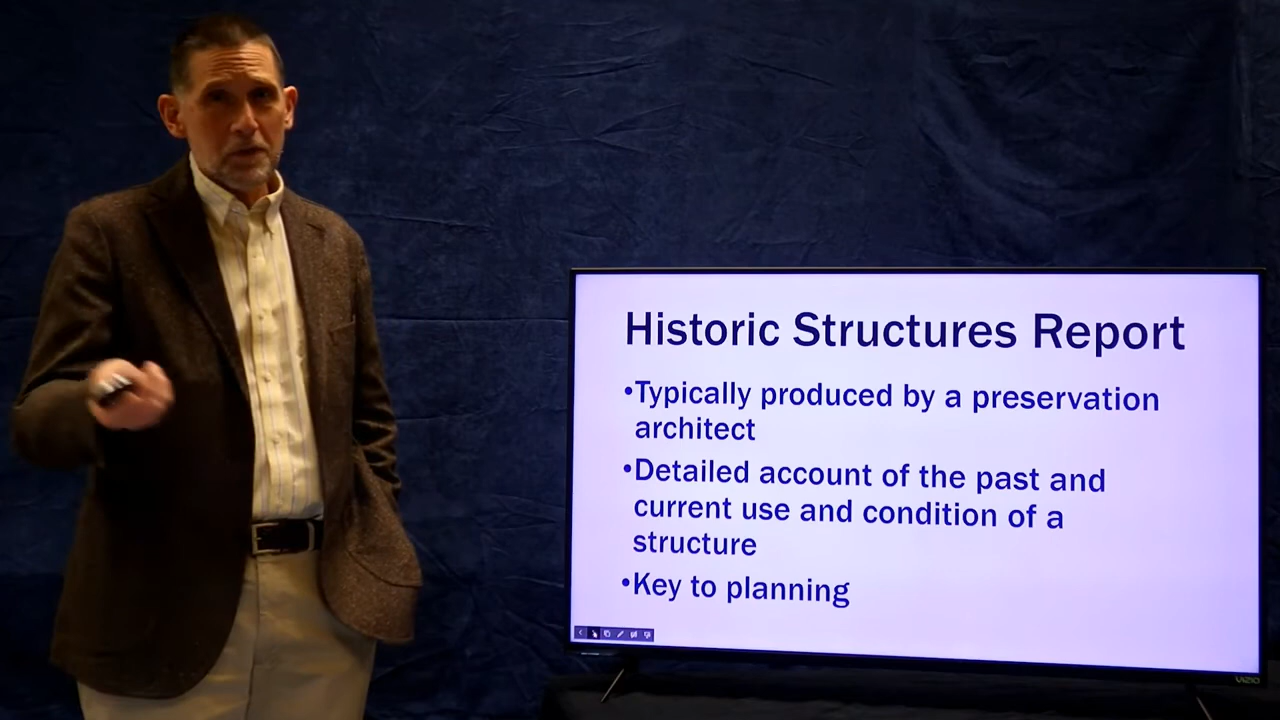 Historic Structures Report
•Typically produced by a preservation
architect
•Detailed account of the past and
current use and condition of a
structure
•Key to planning
VIZIO